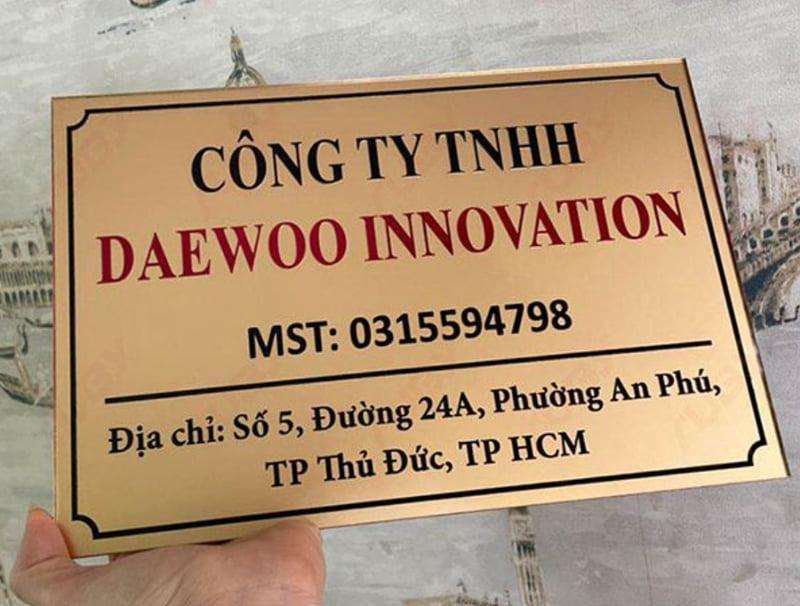 CÔNG TY TNHH
DAEWOO INNOVATION
MST: 0315594798
Địa chỉ: Số 5, Đường 24A, Phường An Phú,
TP Thủ Đức, TP HCM